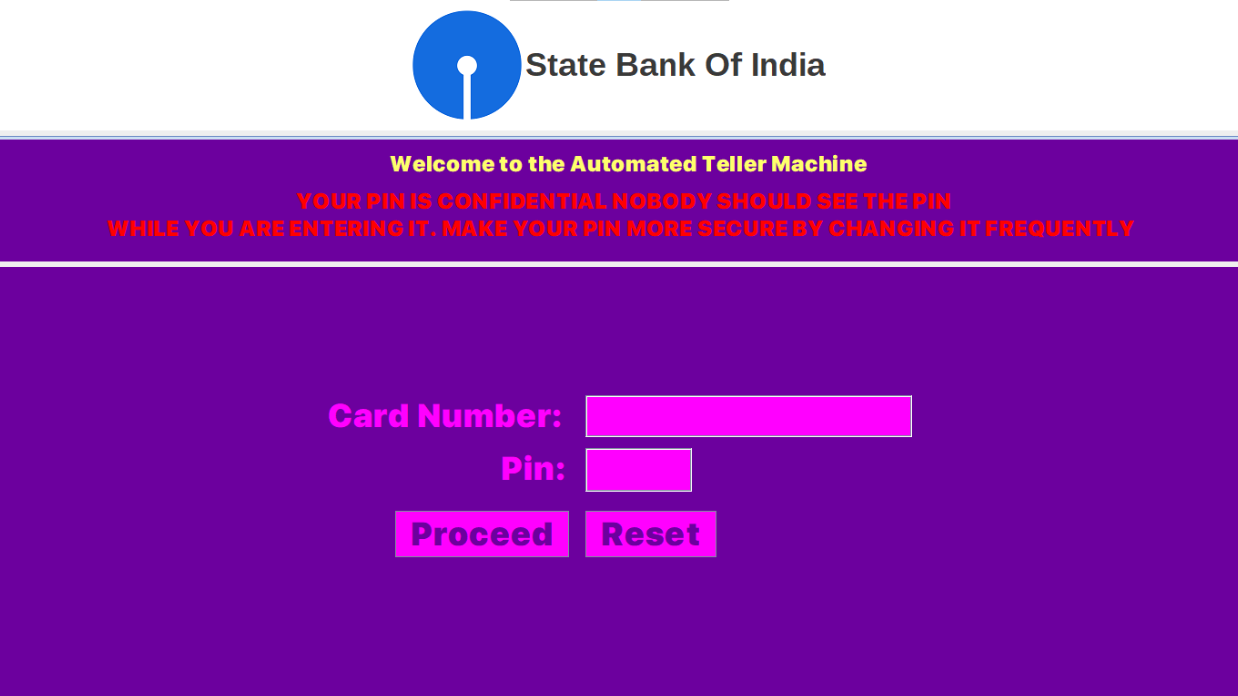 State Bank Of India
Welcome to the Automated Teller Machine
YOUR PIN IS CONFIDENTIAL NOBODY SHOULD SEE THE PIN
WHILE YOU ARE ENTERING IT. MAKE YOUR PIN MORE SECURE BY CHANGING IT FREQUENTLY
Card Number:
Pin:
Proceed Reset